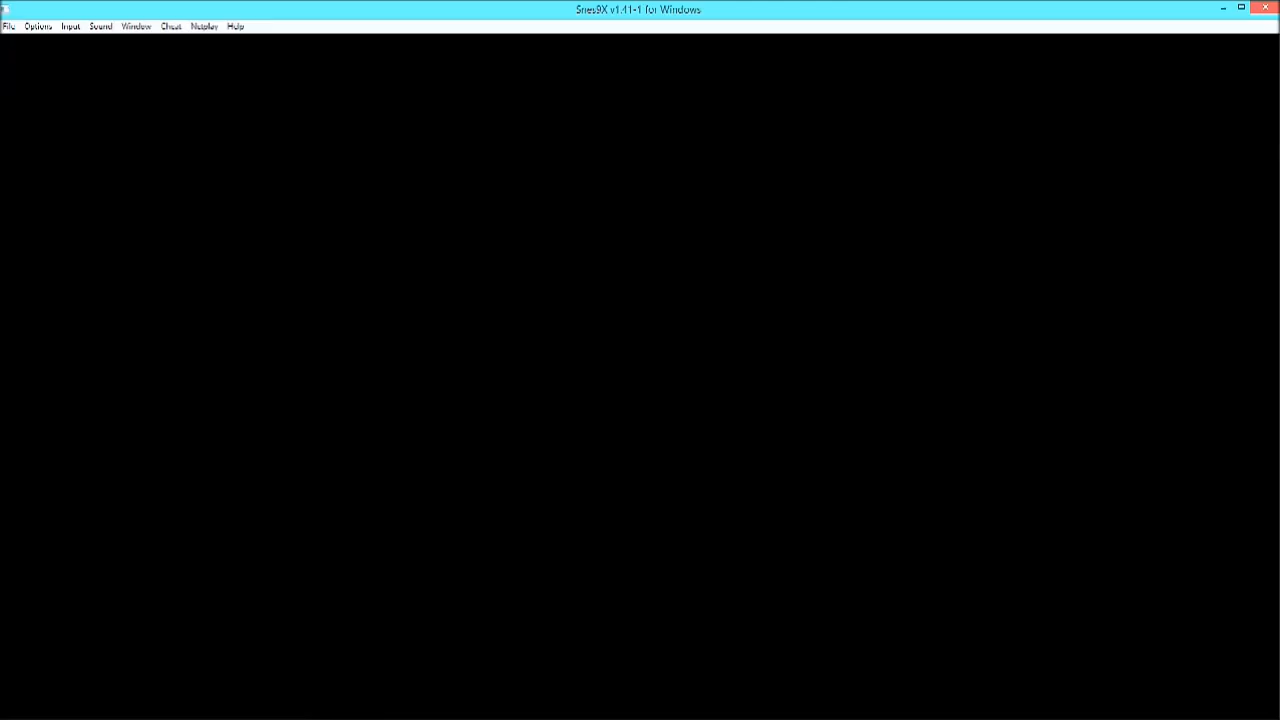 Snes9X v1.41-1 for Windows
File Options Input Sound Window Cheat Netplay Help